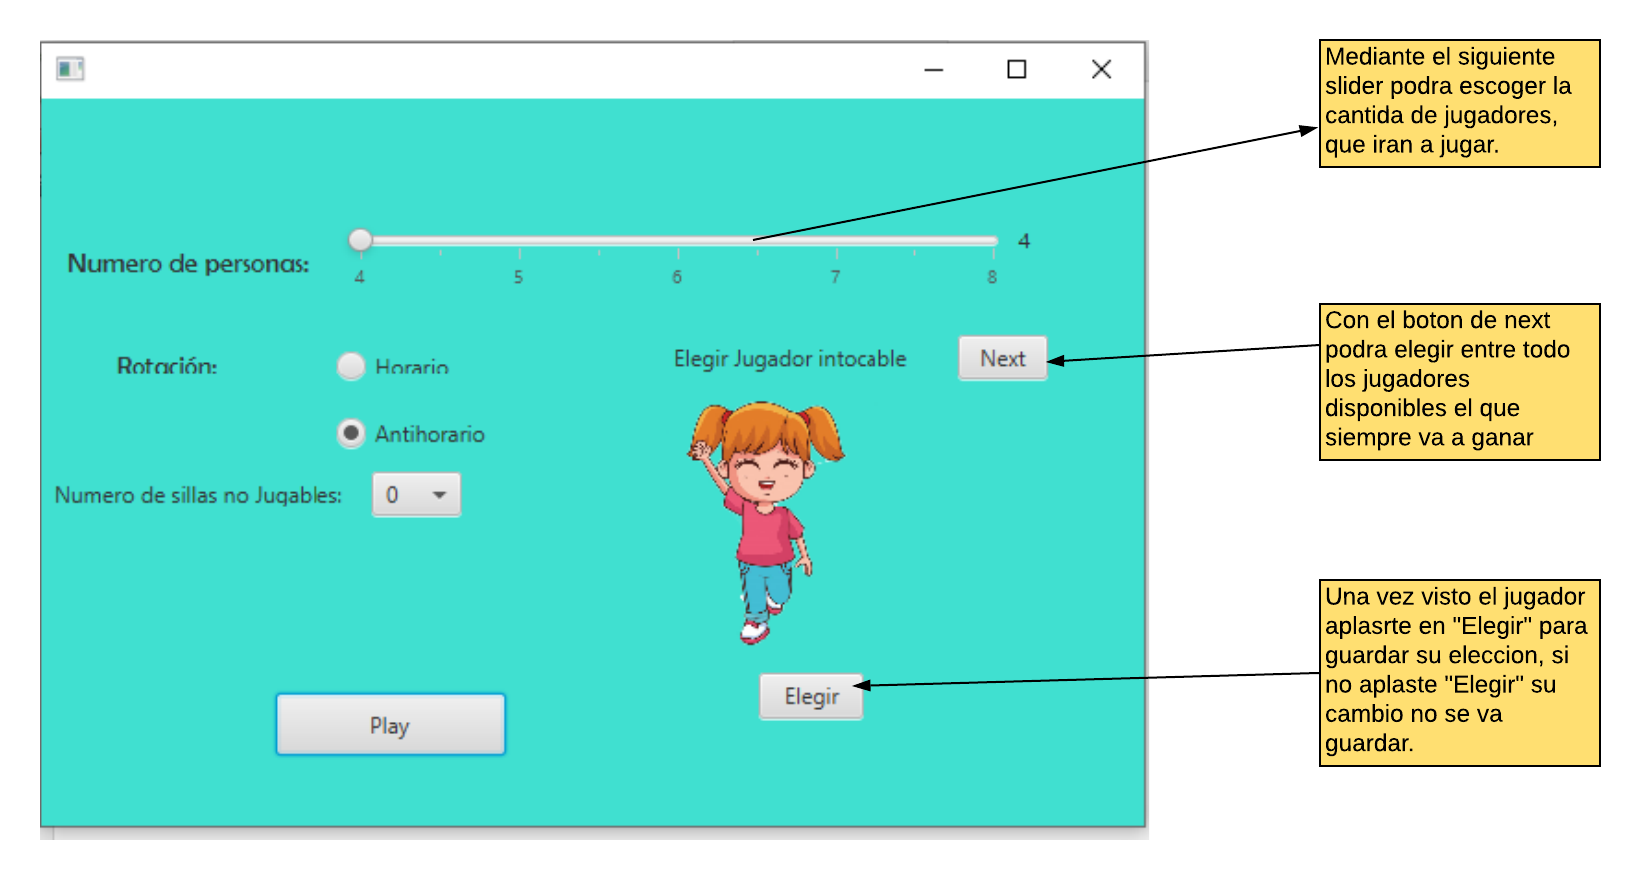 Mediante el siguiente
slider podra escoger la
cantida de jugadores,
que iran a jugar.
Numero de personas:
4
4
5
6
7
8
Rotación:
Horario
Antihorario
Numero de sillas no Jugables:
0
Elegir Jugador intocable
Next
Con el boton de next
podra elegir entre todo
los jugadores
disponibles el que
siempre va a ganar
Elegir
Play
Una vez visto el jugador
aplasrte en "Elegir" para
guardar su eleccion, si
no aplaste "Elegir" su
cambio no se va
guardar.